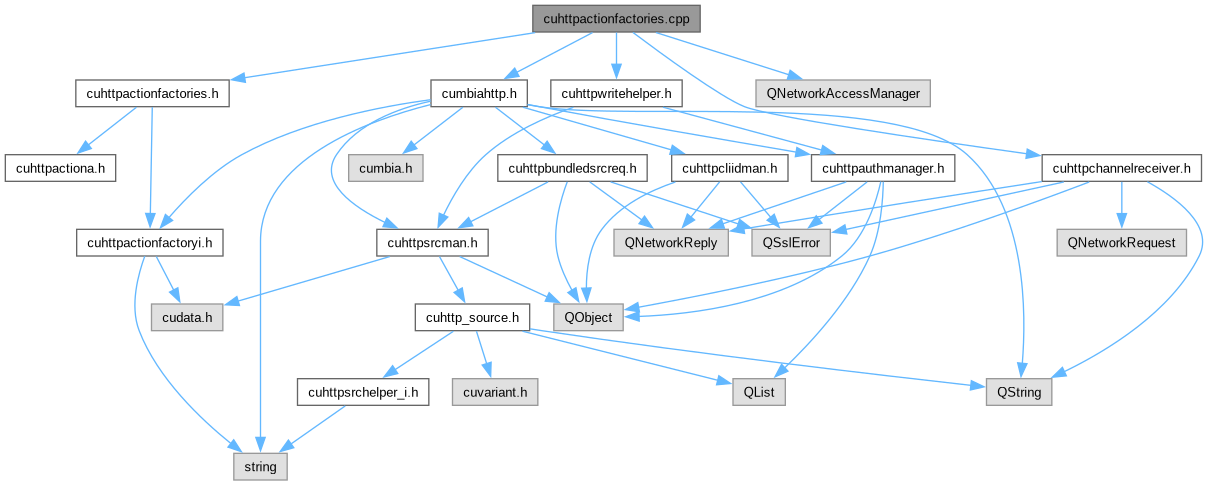 cuhttpactionfactories.cpp
cuhttpactionfactories.h
cumbiahttp.h
cuhttpwritehelper.h
QNetworkAccessManager
cuhttpactiona.h
cumbia.h
cuhttpbundledsrcreq.h
cuhttpcliidman.h
cuhttpauthmanager.h
cuhttpchannelreceiver.h
cuhttpactionfactoryi.h
cuhttpsrcman.h
QNetworkReply
QSslError
QNetworkRequest
cudata.h
cuhttp_source.h
QObject
cuhttpsrchelper_i.h
cuvariant.h
QList
QString
string